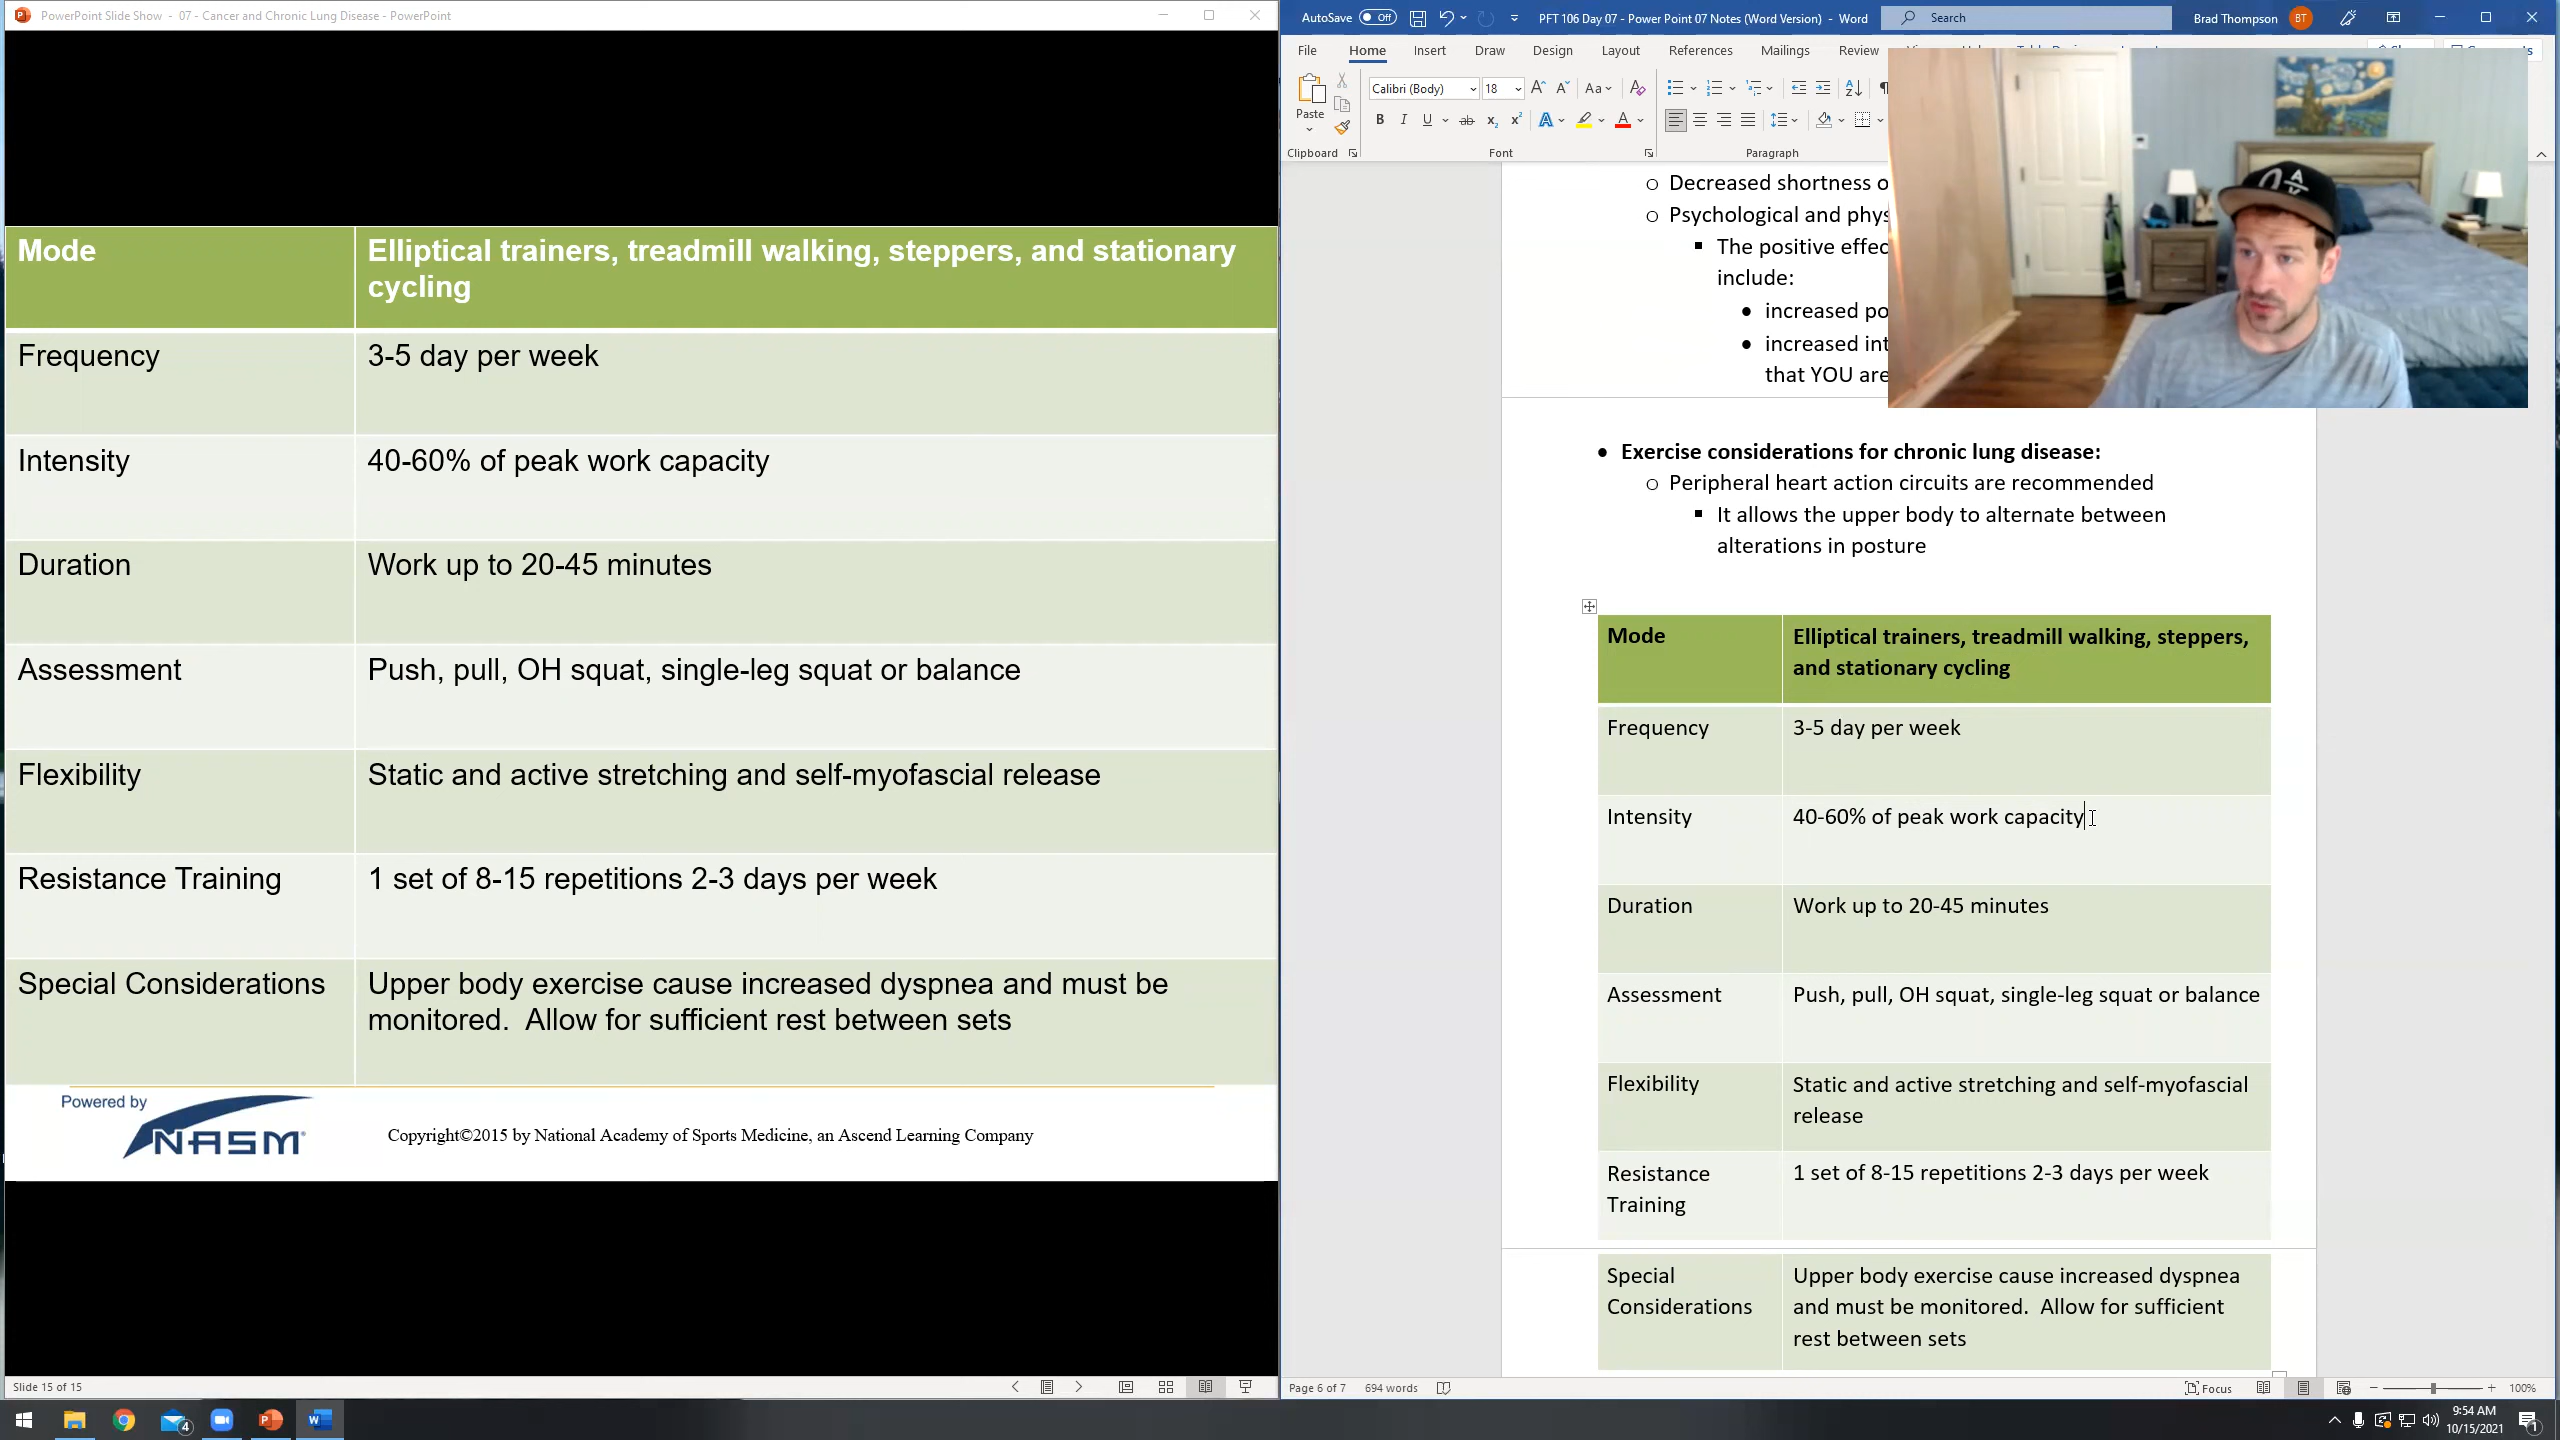 PowerPoint Slide Show - 07 - Cancer and Chronic Lung Disease - PowerPoint
Mode
Elliptical trainers, treadmill walking, steppers, and stationary
cycling
Frequency
3-5 day per week
Intensity
40-60% of peak work capacity
Duration
Work up to 20-45 minutes
Assessment
Push, pull, OH squat, single-leg squat or balance
Flexibility
Static and active stretching and self-myofascial release
Resistance Training
1 set of 8-15 repetitions 2-3 days per week
Special Considerations
Upper body exercise cause increased dyspnea and must be
monitored.  Allow for sufficient rest between sets
Powered by
NASM
Copyright©2015 by National Academy of Sports Medicine, an Ascend Learning Company
Slide 15 of 15
AutoSave Off
PFT 106 Day 07 - Power Point 07 Notes (Word Version) - Word
Search
Brad Thompson BT
File Home Insert Draw Design Layout References Mailings Review
Paste
Calibri (Body) 18
Clipboard Font Paragraph
Decreased shortness o
Psychological and phys
The positive effec
include:
increased po
increased int
that YOU are
Exercise considerations for chronic lung disease:
Peripheral heart action circuits are recommended
It allows the upper body to alternate between
alterations in posture
Mode
Elliptical trainers, treadmill walking, steppers,
and stationary cycling
Frequency
3-5 day per week
Intensity
40-60% of peak work capacity
Duration
Work up to 20-45 minutes
Assessment
Push, pull, OH squat, single-leg squat or balance
Flexibility
Static and active stretching and self-myofascial
release
Resistance
Training
1 set of 8-15 repetitions 2-3 days per week
Special
Considerations
Upper body exercise cause increased dyspnea
and must be monitored.  Allow for sufficient
rest between sets
Page 6 of 7 694 words
Focus
100%
4
9:54 AM
10/15/2021
1